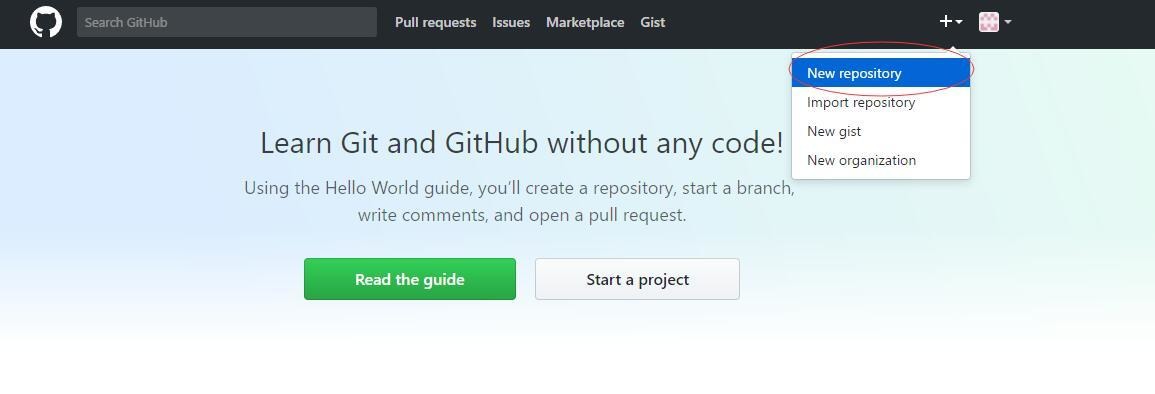 Search GitHub
Pull requests
Issues
Marketplace
Gist
New repository
Import repository
New gist
New organization
Learn Git and GitHub without any code!
Using the Hello World guide, you’ll create a repository, start a branch,
write comments, and open a pull request.
Read the guide
Start a project